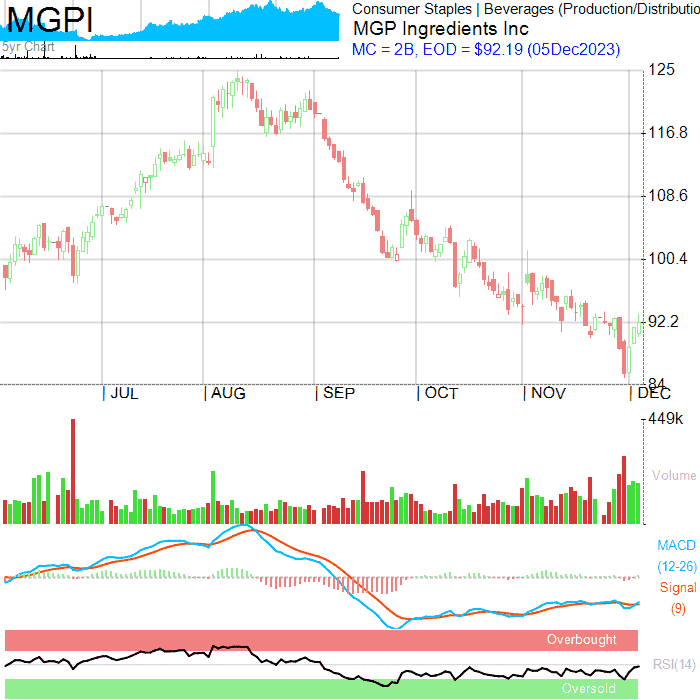 MGPI
5yr Chart
Consumer Staples | Beverages (Production/Distributio
MGP Ingredients Inc
MC = 2B, EOD = $92.19 (05Dec2023)
125
116.8
108.6
100.4
92.2
84
| JUL | AUG | SEP | OCT | NOV | DEC
449k
Volume
MACD
(12-26)
Signal
(9)
Overbought
RSI(14)
Oversold